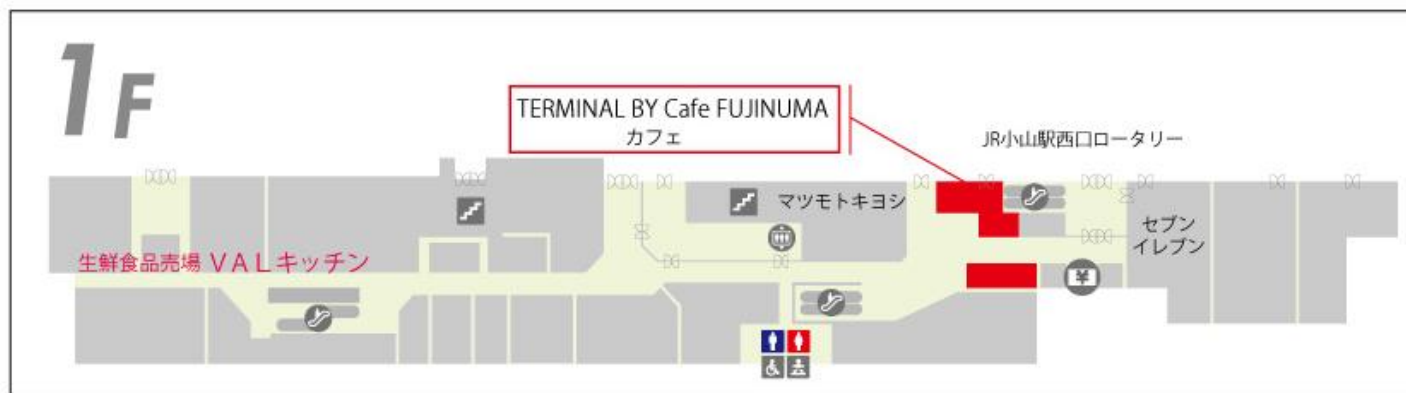 1F
TERMINAL BY Cafe FUJINUMA
カフェ
JR小山駅西口ロータリー
マツモトキヨシ
セブン
イレブン
生鮮食品売場 VALキッチン
¥